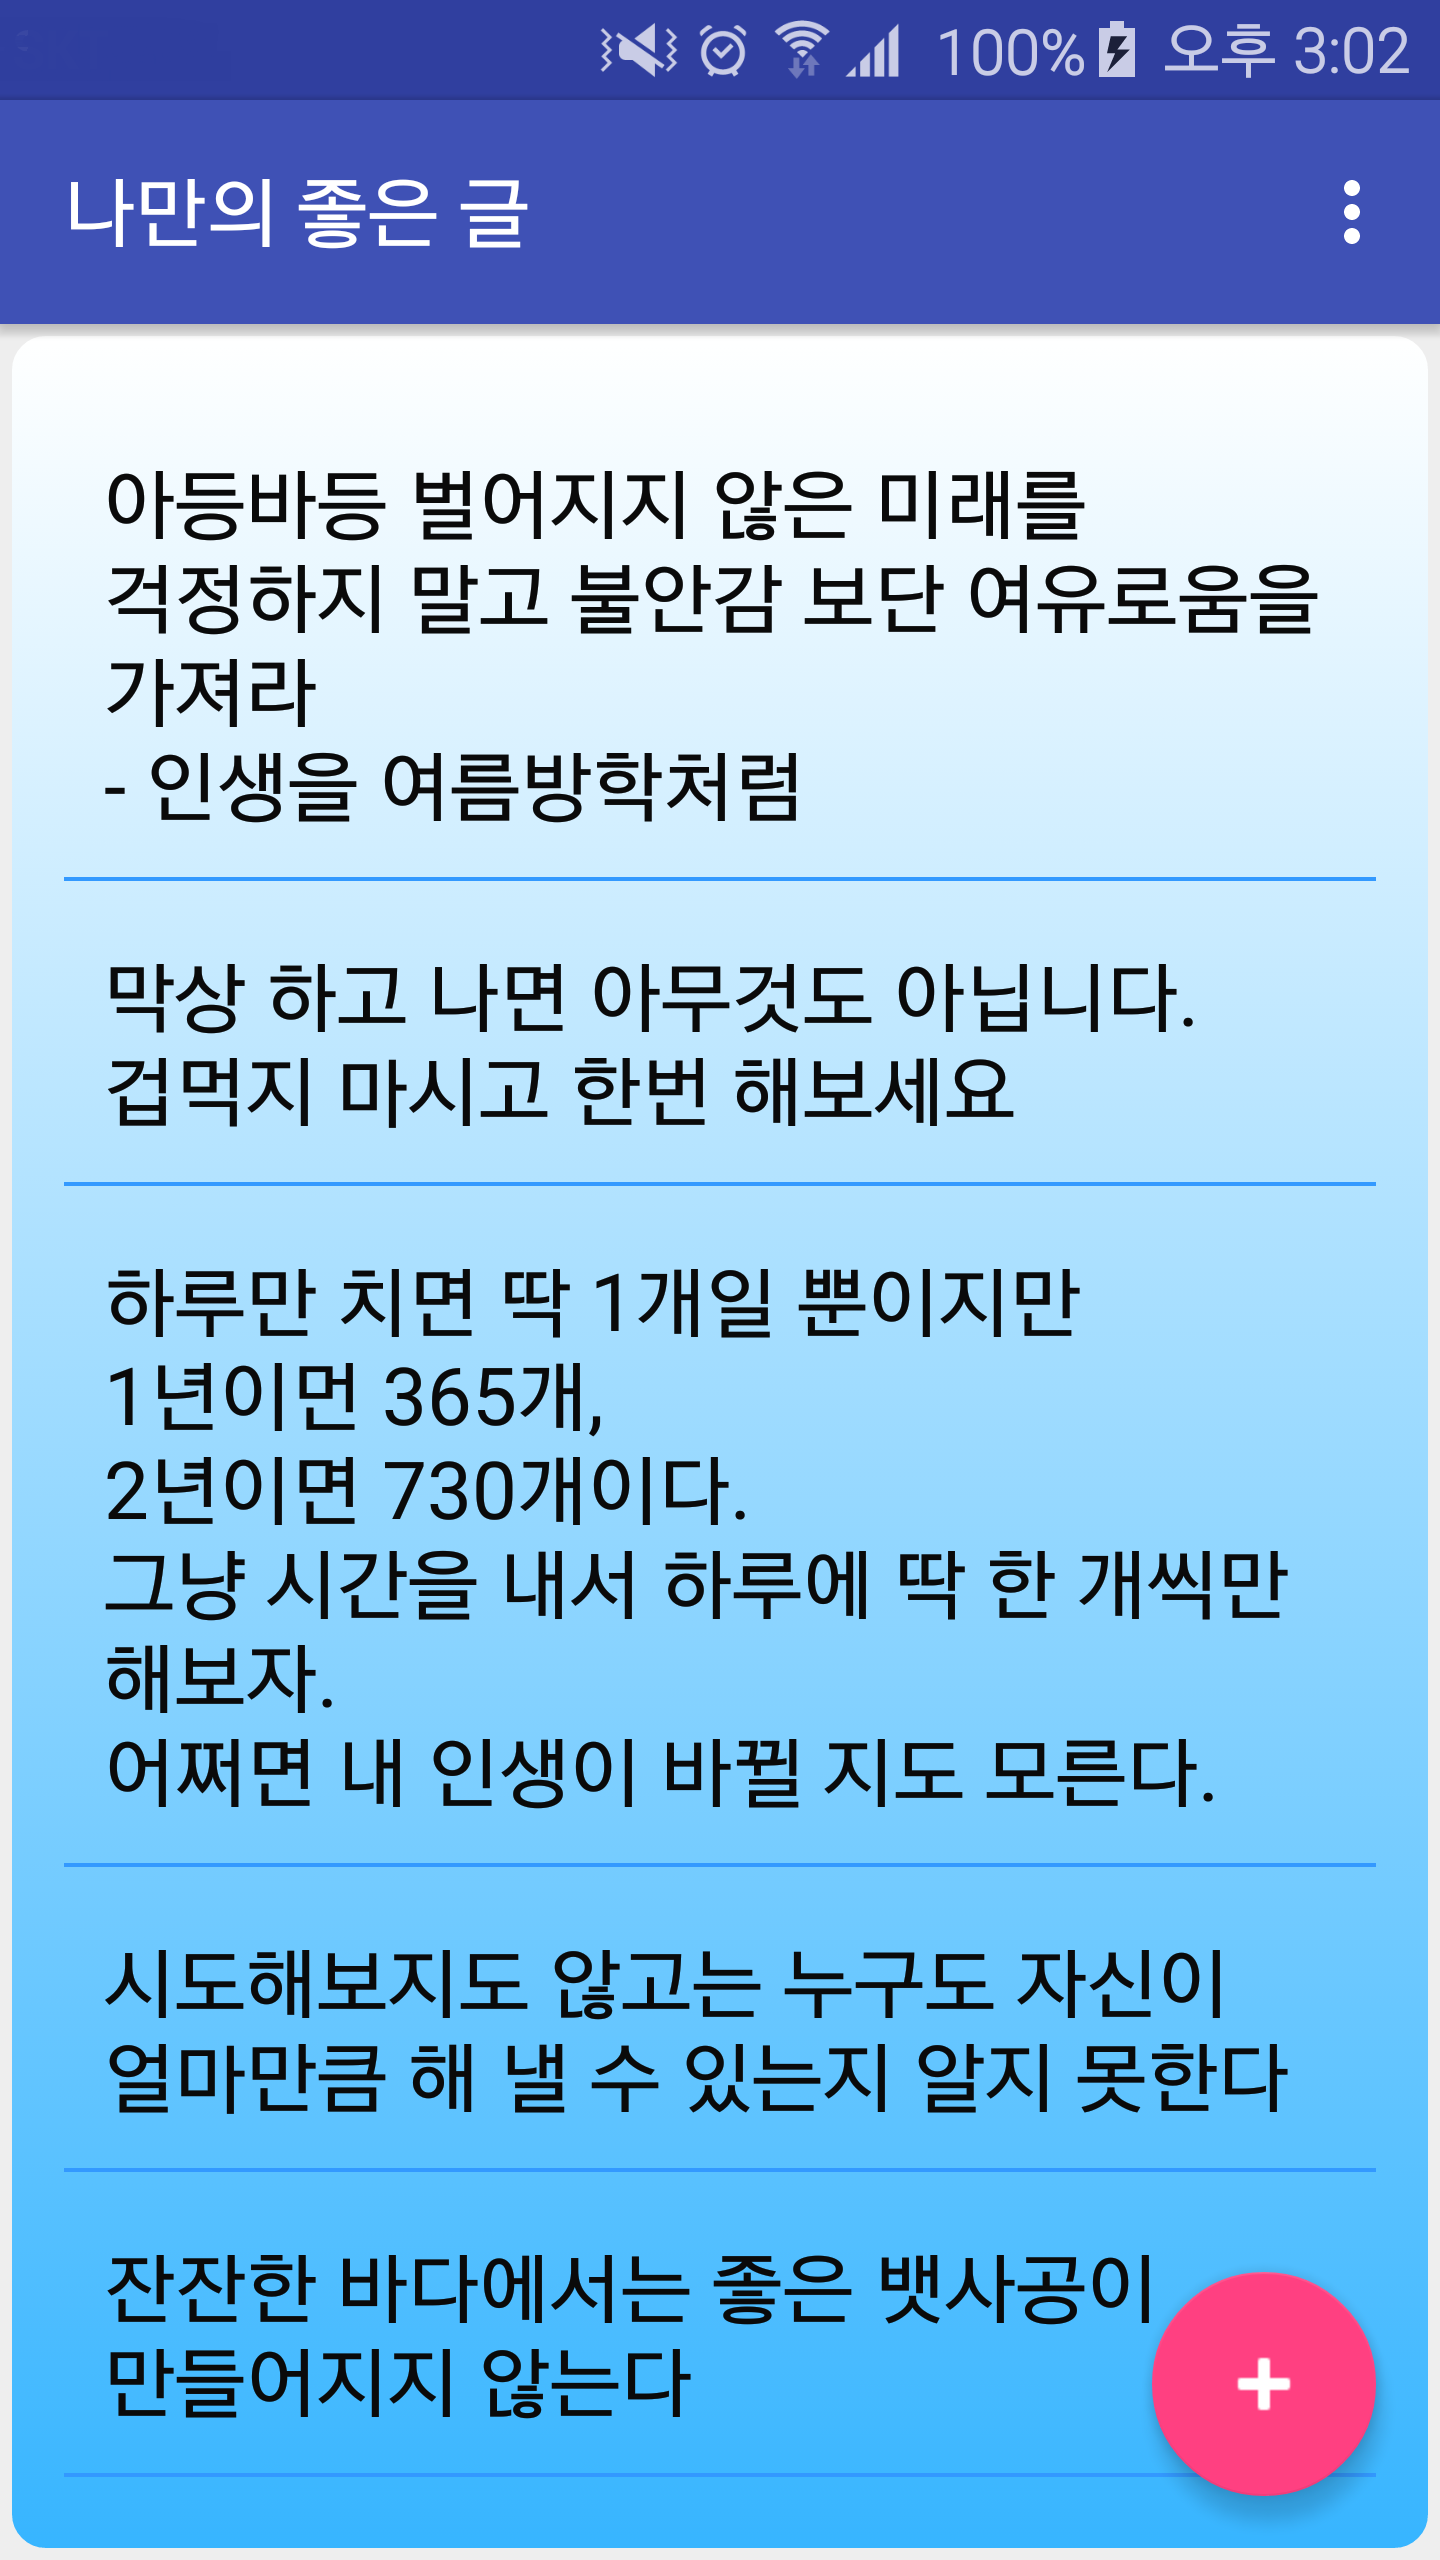 100% 오후 3:02
나만의 좋은 글
아등바등 벌어지지 않은 미래를
걱정하지 말고 불안감 보단 여유로움을
가져라
- 인생을 여름방학처럼
막상 하고 나면 아무것도 아닙니다.
겁먹지 마시고 한번 해보세요
하루만 치면 딱 1개일 뿐이지만
1년이먼 365개,
2년이면 730개이다.
그냥 시간을 내서 하루에 딱 한 개씩만
해보자.
어쩌면 내 인생이 바뀔 지도 모른다.
시도해보지도 않고는 누구도 자신이
얼마만큼 해 낼 수 있는지 알지 못한다
잔잔한 바다에서는 좋은 뱃사공이
만들어지지 않는다